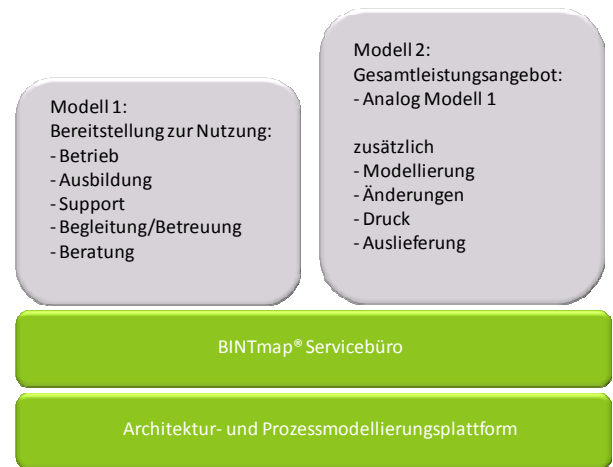 Modell 1:
Bereitstellung zur Nutzung:
- Betrieb
- Ausbildung
- Support
- Begleitung/Betreuung
- Beratung
Modell 2:
Gesamtleistungsangebot:
- Analog Modell 1
zusätzlich
- Modellierung
- Änderungen
- Druck
- Auslieferung
BINTmap® Servicebüro
Architektur- und Prozessmodellierungsplattform